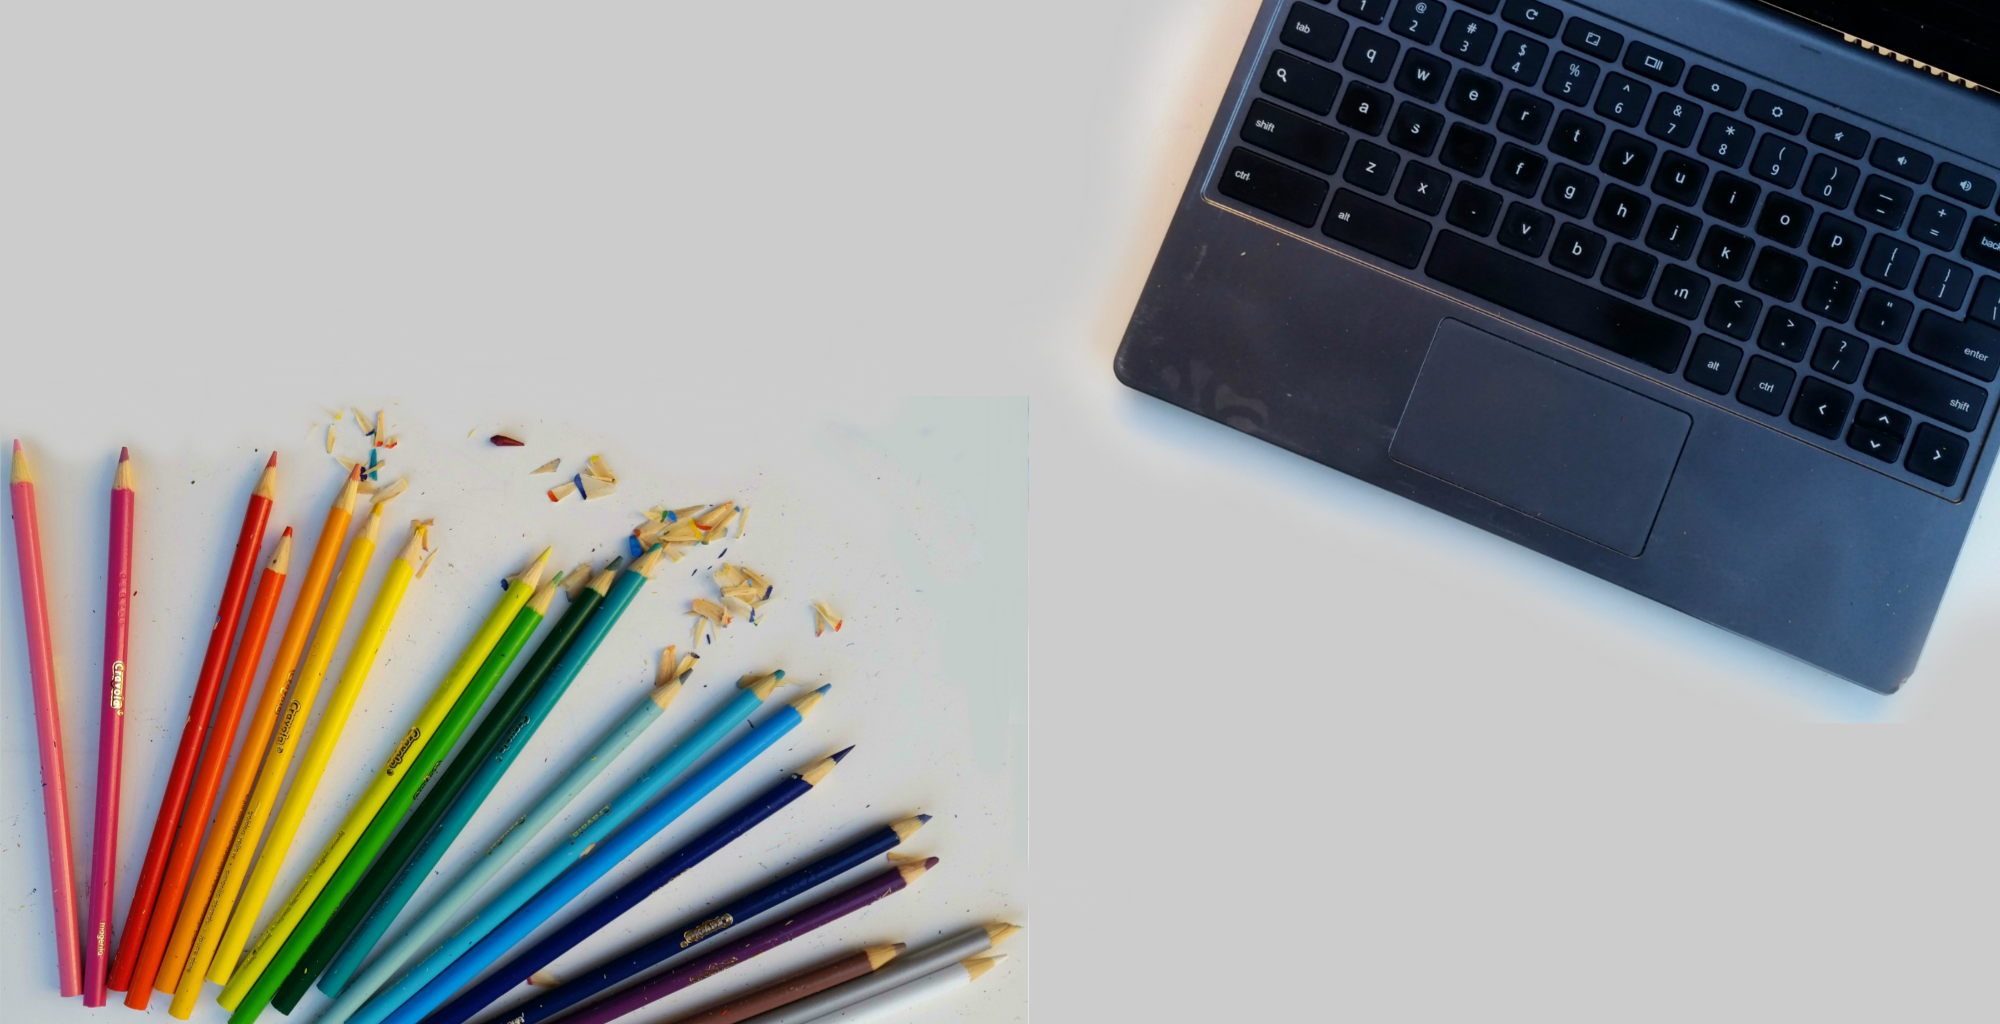 1 @ 2 # 3 $ 4 % 5 ^ 6 & 7 * 8 ( 9 ) 0 — - + = back
tab q w e r t y u i o p { [ } ] \
a s f g h j k : ; " ' enter
shift z x v b n < , > . ? / shift
ctrl alt alt ctrl < ^ >
Crayola
Crayola
Crayola
Crayola
Crayola
magenta